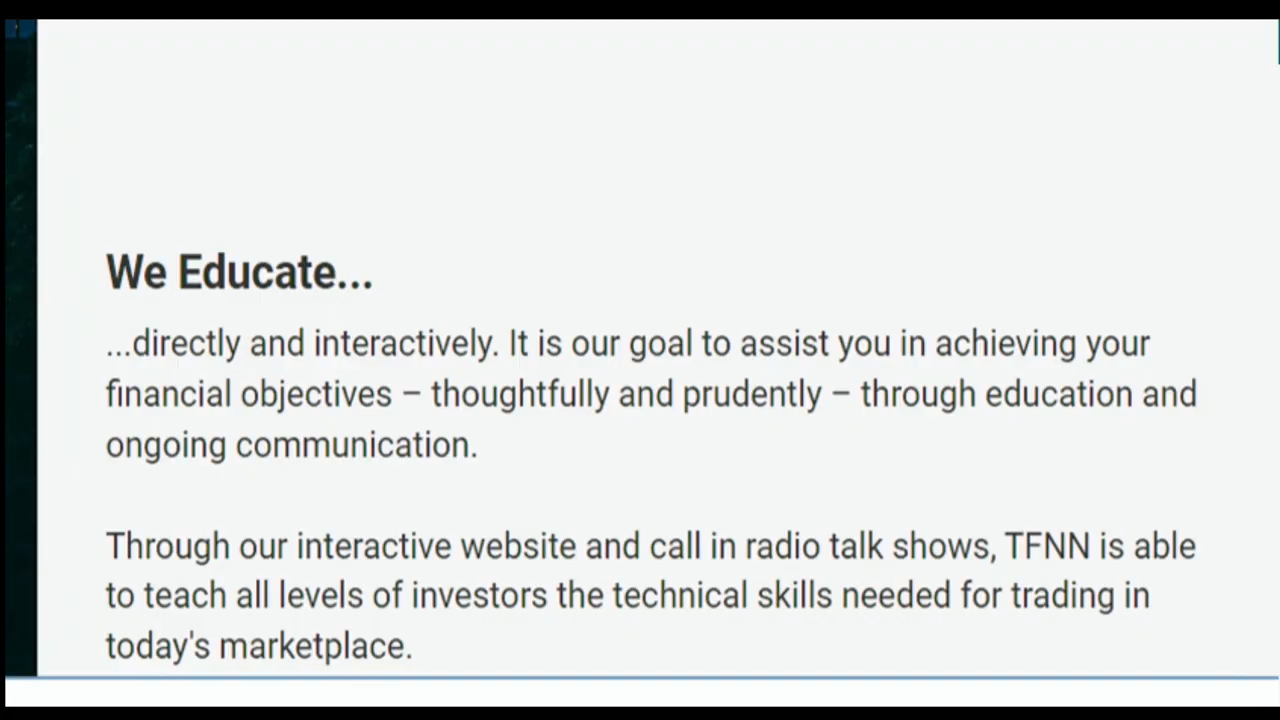 We Educate...
...directly and interactively. It is our goal to assist you in achieving your
financial objectives – thoughtfully and prudently – through education and
ongoing communication.
Through our interactive website and call in radio talk shows, TFNN is able
to teach all levels of investors the technical skills needed for trading in
today's marketplace.